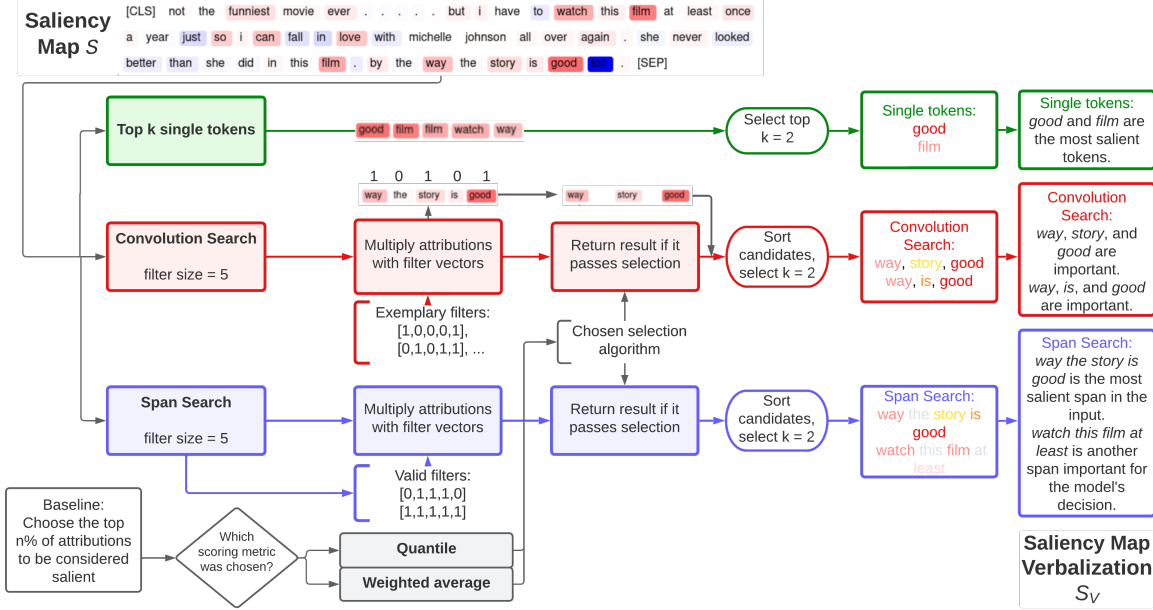 Saliency
Map S
[CLS] not the funniest movie ever . . . . . but i have to watch this film at least once
a year just so i can fall in love with michelle johnson all over again . she never looked
better than she did in this film . by the way the story is good too . [SEP]
Top k single tokens
good film film watch way
Select top
k = 2
Single tokens:
good
film
Single tokens:
good and film are
the most salient
tokens.
1 0 1 0 1
way the story is good
way story good
Convolution Search
filter size = 5
Multiply attributions
with filter vectors
Return result if it
passes selection
Sort
candidates,
select k = 2
Convolution
Search:
way, story, good
way, is, good
Convolution
Search:
way, story, and
good are
important.
way, is, and good
are important.
Exemplary filters:
[1,0,0,0,1],
[0,1,0,1,1], ...
Chosen selection
algorithm
Span Search
filter size = 5
Multiply attributions
with filter vectors
Return result if it
passes selection
Sort
candidates,
select k = 2
Span Search:
way the story is
good
watch this film at
least
Span Search:
way the story is
good is the most
salient span in the
input.
watch this film at
least is another
span important for
the model's
decision.
Valid filters:
[0,1,1,1,0]
[1,1,1,1,1]
Baseline:
Choose the top
n% of attributions
to be considered
salient
Which
scoring metric
was chosen?
Quantile
Weighted average
Saliency Map
Verbalization
S_V